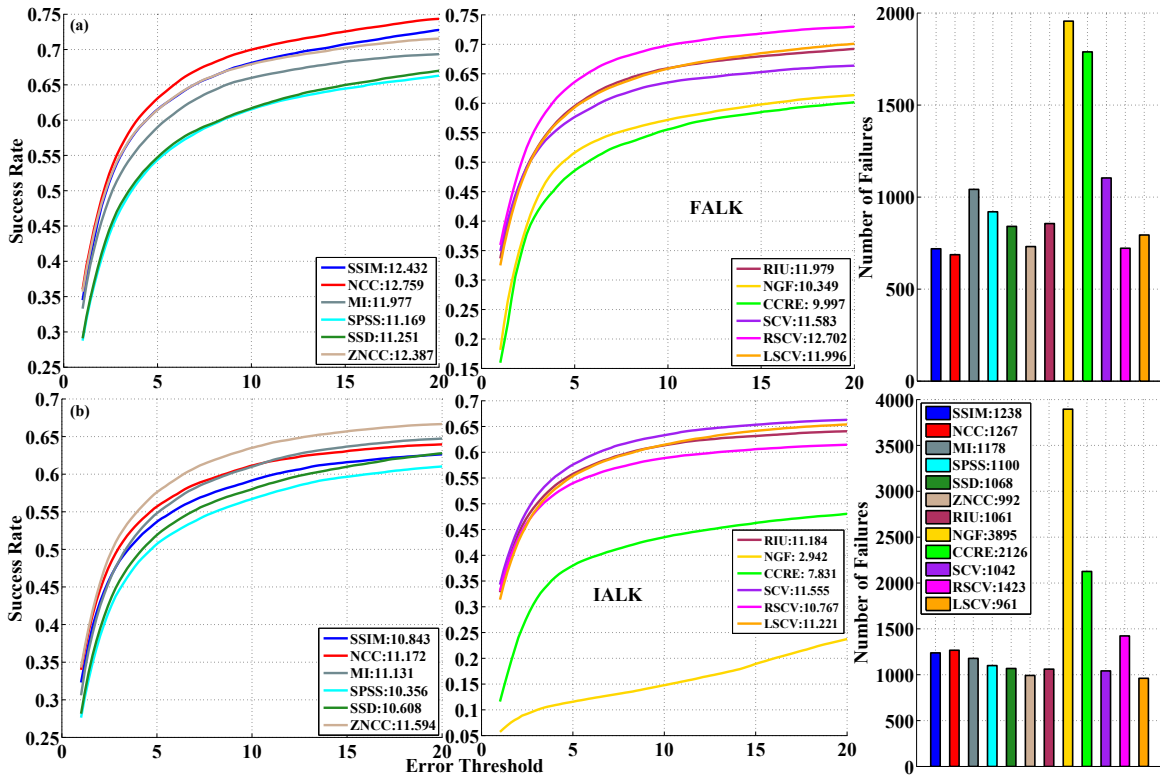 (a)
Success Rate
0.75
0.7
0.65
0.6
0.55
0.5
0.45
0.4
0.35
0.3
0.25
0 5 10 15 20
SSIM:12.432
NCC:12.759
MI:11.977
SPSS:11.169
SSD:11.251
ZNCC:12.387
0.75
0.7
0.65
0.6
0.55
0.5
0.45
0.4
0.35
0.3
0.25
0.2
0.15
0 5 10 15 20
FALK
RIU:11.979
NGF:10.349
CCRE: 9.997
SCV:11.583
RSCV:12.702
LSCV:11.996
Number of Failures
2000
1500
1000
500
0
(b)
Success Rate
0.7
0.65
0.6
0.55
0.5
0.45
0.4
0.35
0.3
0.25
0 5 10 15 20
SSIM:10.843
NCC:11.172
MI:11.131
SPSS:10.356
SSD:10.608
ZNCC:11.594
0.7
0.65
0.6
0.55
0.5
0.45
0.4
0.35
0.3
0.25
0.2
0.15
0.1
0.05
0 5 10 15 20
IALK
RIU:11.184
NGF: 2.942
CCRE: 7.831
SCV:11.555
RSCV:10.767
LSCV:11.221
Error Threshold
Number of Failures
4000
3500
3000
2500
2000
1500
1000
500
0
SSIM:1238
NCC:1267
MI:1178
SPSS:1100
SSD:1068
ZNCC:992
RIU:1061
NGF:3895
CCRE:2126
SCV:1042
RSCV:1423
LSCV:961